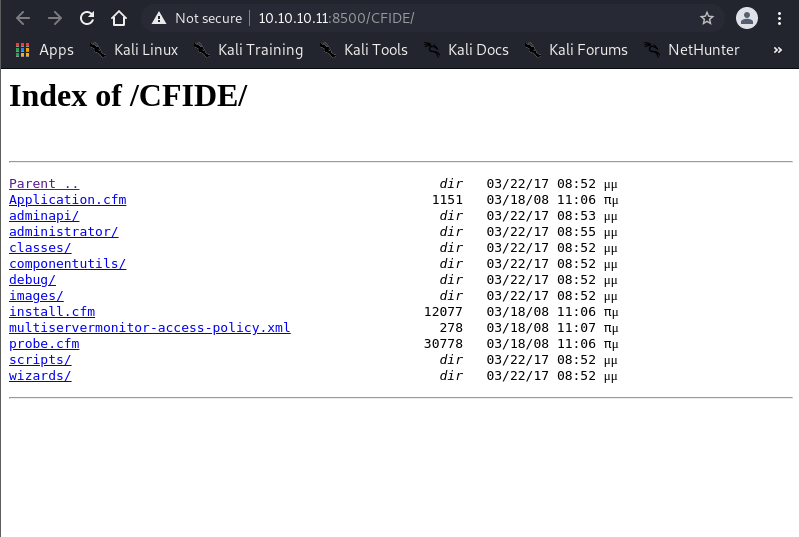 Not secure 10.10.10.11:8500/CFIDE/
Apps Kali Linux Kali Training Kali Tools Kali Docs Kali Forums NetHunter »
Index of /CFIDE/
Parent .. dir 03/22/17 08:52 μμ
Application.cfm 1151 03/18/08 11:06 πμ
adminapi/ dir 03/22/17 08:53 μμ
administrator/ dir 03/22/17 08:55 μμ
classes/ dir 03/22/17 08:52 μμ
componentutils/ dir 03/22/17 08:52 μμ
debug/ dir 03/22/17 08:52 μμ
images/ dir 03/22/17 08:52 μμ
install.cfm 12077 03/18/08 11:06 πμ
multiservermonitor-access-policy.xml 278 03/18/08 11:07 πμ
probe.cfm 30778 03/18/08 11:06 πμ
scripts/ dir 03/22/17 08:52 μμ
wizards/ dir 03/22/17 08:52 μμ